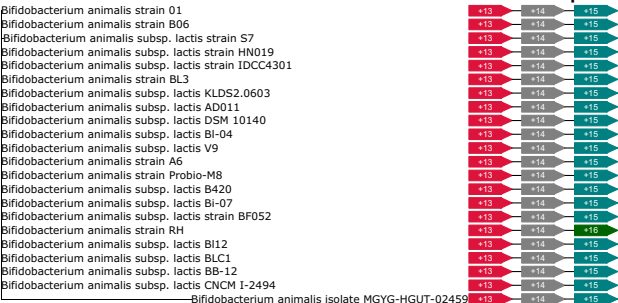 Bifidobacterium animalis strain 01 +13 +14 +15
Bifidobacterium animalis strain B06 +13 +14 +15
Bifidobacterium animalis subsp. lactis strain S7 +13 +14 +15
Bifidobacterium animalis subsp. lactis strain HN019 +13 +14 +15
Bifidobacterium animalis subsp. lactis strain IDCC4301 +13 +14 +15
Bifidobacterium animalis strain BL3 +13 +14 +15
Bifidobacterium animalis subsp. lactis KLDS2.0603 +13 +14 +15
Bifidobacterium animalis subsp. lactis AD011 +13 +14 +15
Bifidobacterium animalis subsp. lactis DSM 10140 +13 +14 +15
Bifidobacterium animalis subsp. lactis Bl-04 +13 +14 +15
Bifidobacterium animalis subsp. lactis V9 +13 +14 +15
Bifidobacterium animalis strain A6 +13 +14 +15
Bifidobacterium animalis strain Probio-M8 +13 +14 +15
Bifidobacterium animalis subsp. lactis B420 +13 +14 +15
Bifidobacterium animalis subsp. lactis Bi-07 +13 +14 +15
Bifidobacterium animalis subsp. lactis strain BF052 +13 +14 +15
Bifidobacterium animalis strain RH +13 +14 +16
Bifidobacterium animalis subsp. lactis Bl12 +13 +14 +15
Bifidobacterium animalis subsp. lactis BLC1 +13 +14 +15
Bifidobacterium animalis subsp. lactis BB-12 +13 +14 +15
Bifidobacterium animalis subsp. lactis CNCM I-2494 +13 +14 +15
Bifidobacterium animalis isolate MGYG-HGUT-02459 +13 +14 +15